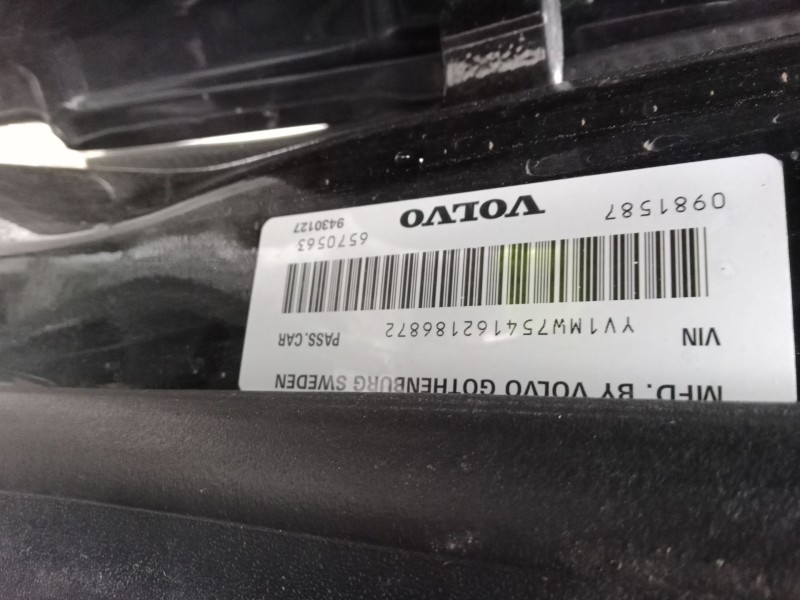 MFD. BY VOLVO GOTHENBURG SWEDEN
VIN YV1MW754162186872 PASS.CAR
6570563
0981587 VOLVO 9430127